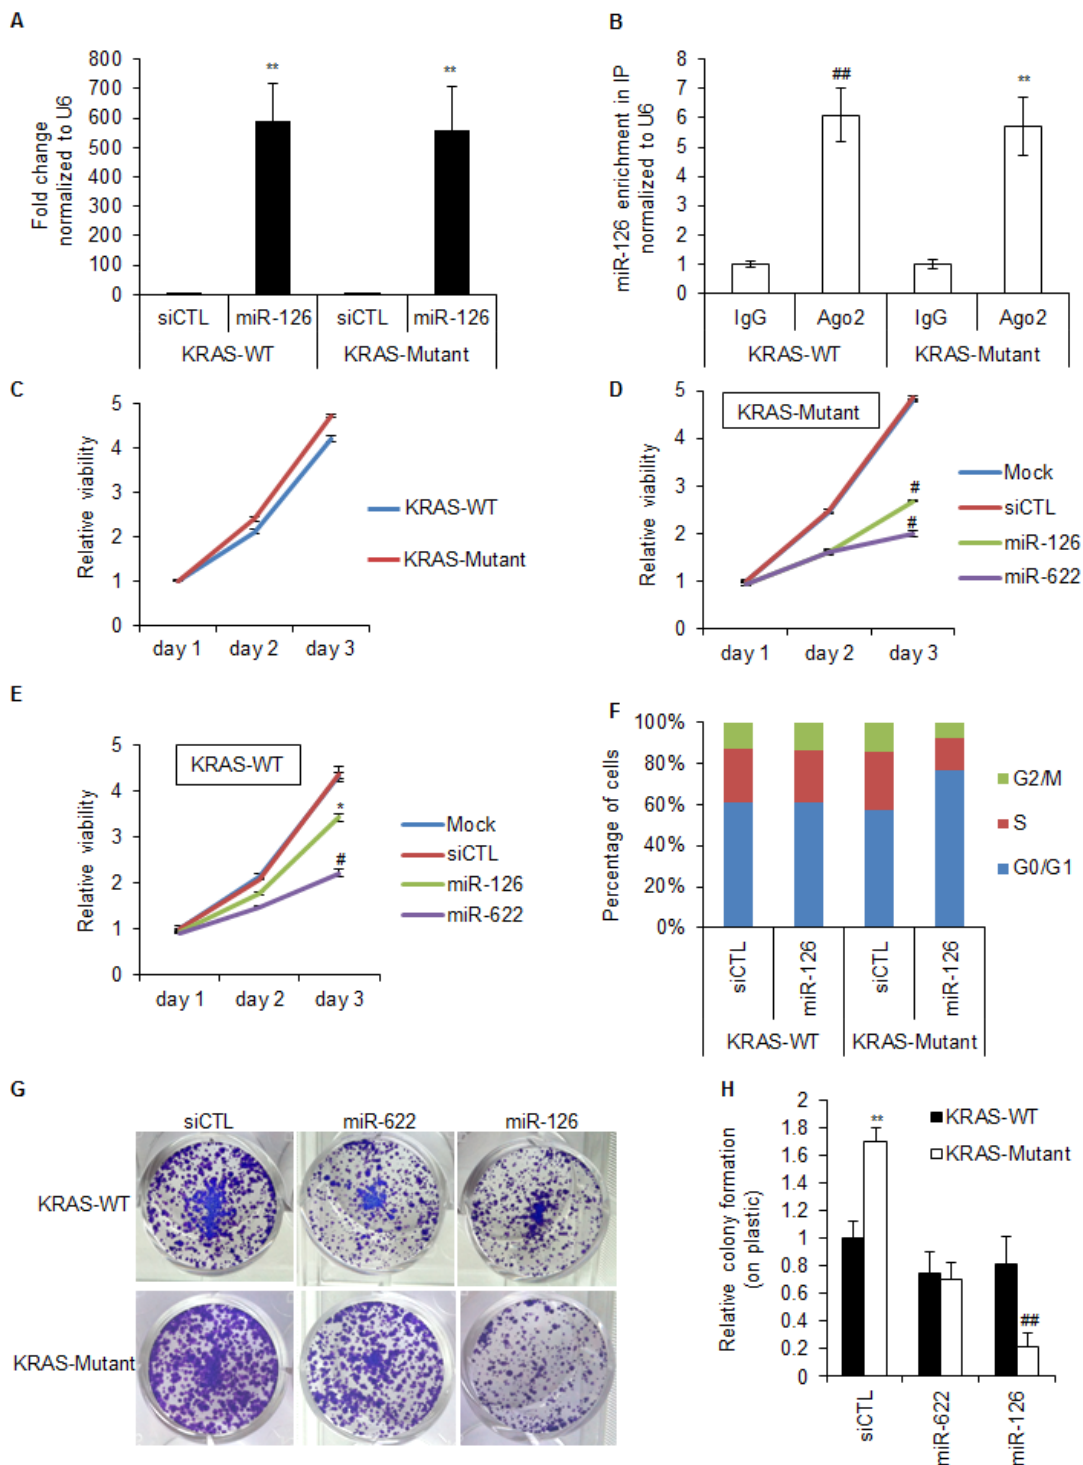 A
Fold change
normalized to U6
800
700
600
500
400
300
200
100
0
**
**
siCTL
miR-126
siCTL
miR-126
KRAS-WT
KRAS-Mutant
B
miR-126 enrichment in IP
normalized to U6
8
7
6
5
4
3
2
1
0
##
**
IgG
Ago2
IgG
Ago2
KRAS-WT
KRAS-Mutant
C
Relative viability
5
4
3
2
1
0
day 1
day 2
day 3
KRAS-WT
KRAS-Mutant
D
Relative viability
5
4
3
2
1
0
KRAS-Mutant
#
#
day 1
day 2
day 3
Mock
siCTL
miR-126
miR-622
E
Relative viability
5
4
3
2
1
0
KRAS-WT
*
#
day 1
day 2
day 3
Mock
siCTL
miR-126
miR-622
F
Percentage of cells
100%
80%
60%
40%
20%
0%
siCTL
miR-126
siCTL
miR-126
KRAS-WT
KRAS-Mutant
G2/M
S
G0/G1
G
siCTL
miR-622
miR-126
KRAS-WT
KRAS-Mutant
H
Relative colony formation
(on plastic)
2
1.8
1.6
1.4
1.2
1
0.8
0.6
0.4
0.2
0
**
##
KRAS-WT
KRAS-Mutant
siCTL
miR-622
miR-126